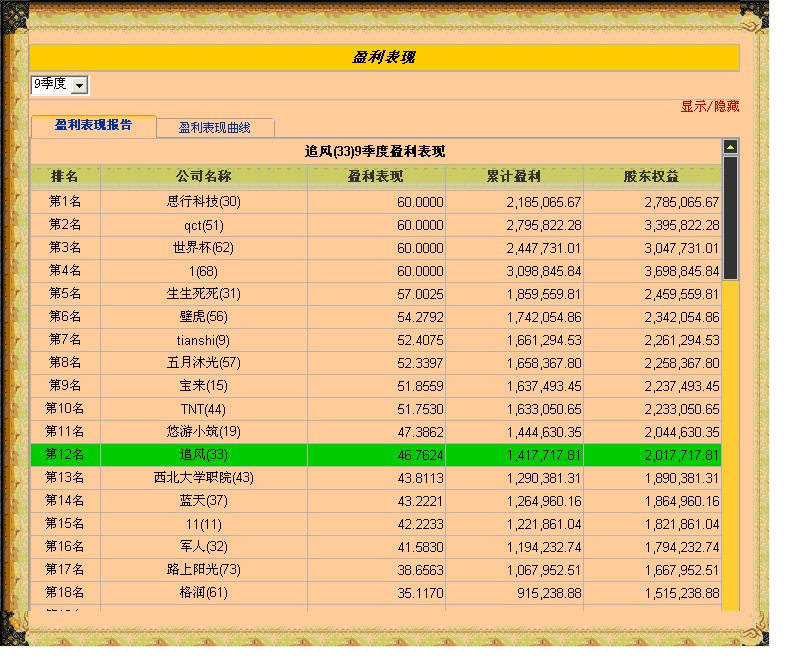 盈利表现
9季度
显示/隐藏
盈利表现报告 盈利表现曲线
追风(33)9季度盈利表现
排名 公司名称 盈利表现 累计盈利 股东权益
第1名 思行科技(30) 60.0000 2,185,065.67 2,785,065.67
第2名 qct(51) 60.0000 2,795,822.28 3,395,822.28
第3名 世界杯(62) 60.0000 2,447,731.01 3,047,731.01
第4名 1(68) 60.0000 3,098,845.84 3,698,845.84
第5名 生生死死(31) 57.0025 1,859,559.81 2,459,559.81
第6名 壁虎(56) 54.2792 1,742,054.86 2,342,054.86
第7名 tianshi(9) 52.4075 1,661,294.53 2,261,294.53
第8名 五月沐光(57) 52.3397 1,658,367.80 2,258,367.80
第9名 宝来(15) 51.8559 1,637,493.45 2,237,493.45
第10名 TNT(44) 51.7530 1,633,050.65 2,233,050.65
第11名 悠游小筑(19) 47.3862 1,444,630.35 2,044,630.35
第12名 追风(33) 46.7624 1,417,717.81 2,017,717.81
第13名 西北大学职院(43) 43.8113 1,290,381.31 1,890,381.31
第14名 蓝天(37) 43.2221 1,264,960.16 1,864,960.16
第15名 11(11) 42.2233 1,221,861.04 1,821,861.04
第16名 军人(32) 41.5830 1,194,232.74 1,794,232.74
第17名 路上阳光(73) 38.6563 1,067,952.51 1,667,952.51
第18名 格润(61) 35.1170 915,238.88 1,515,238.88